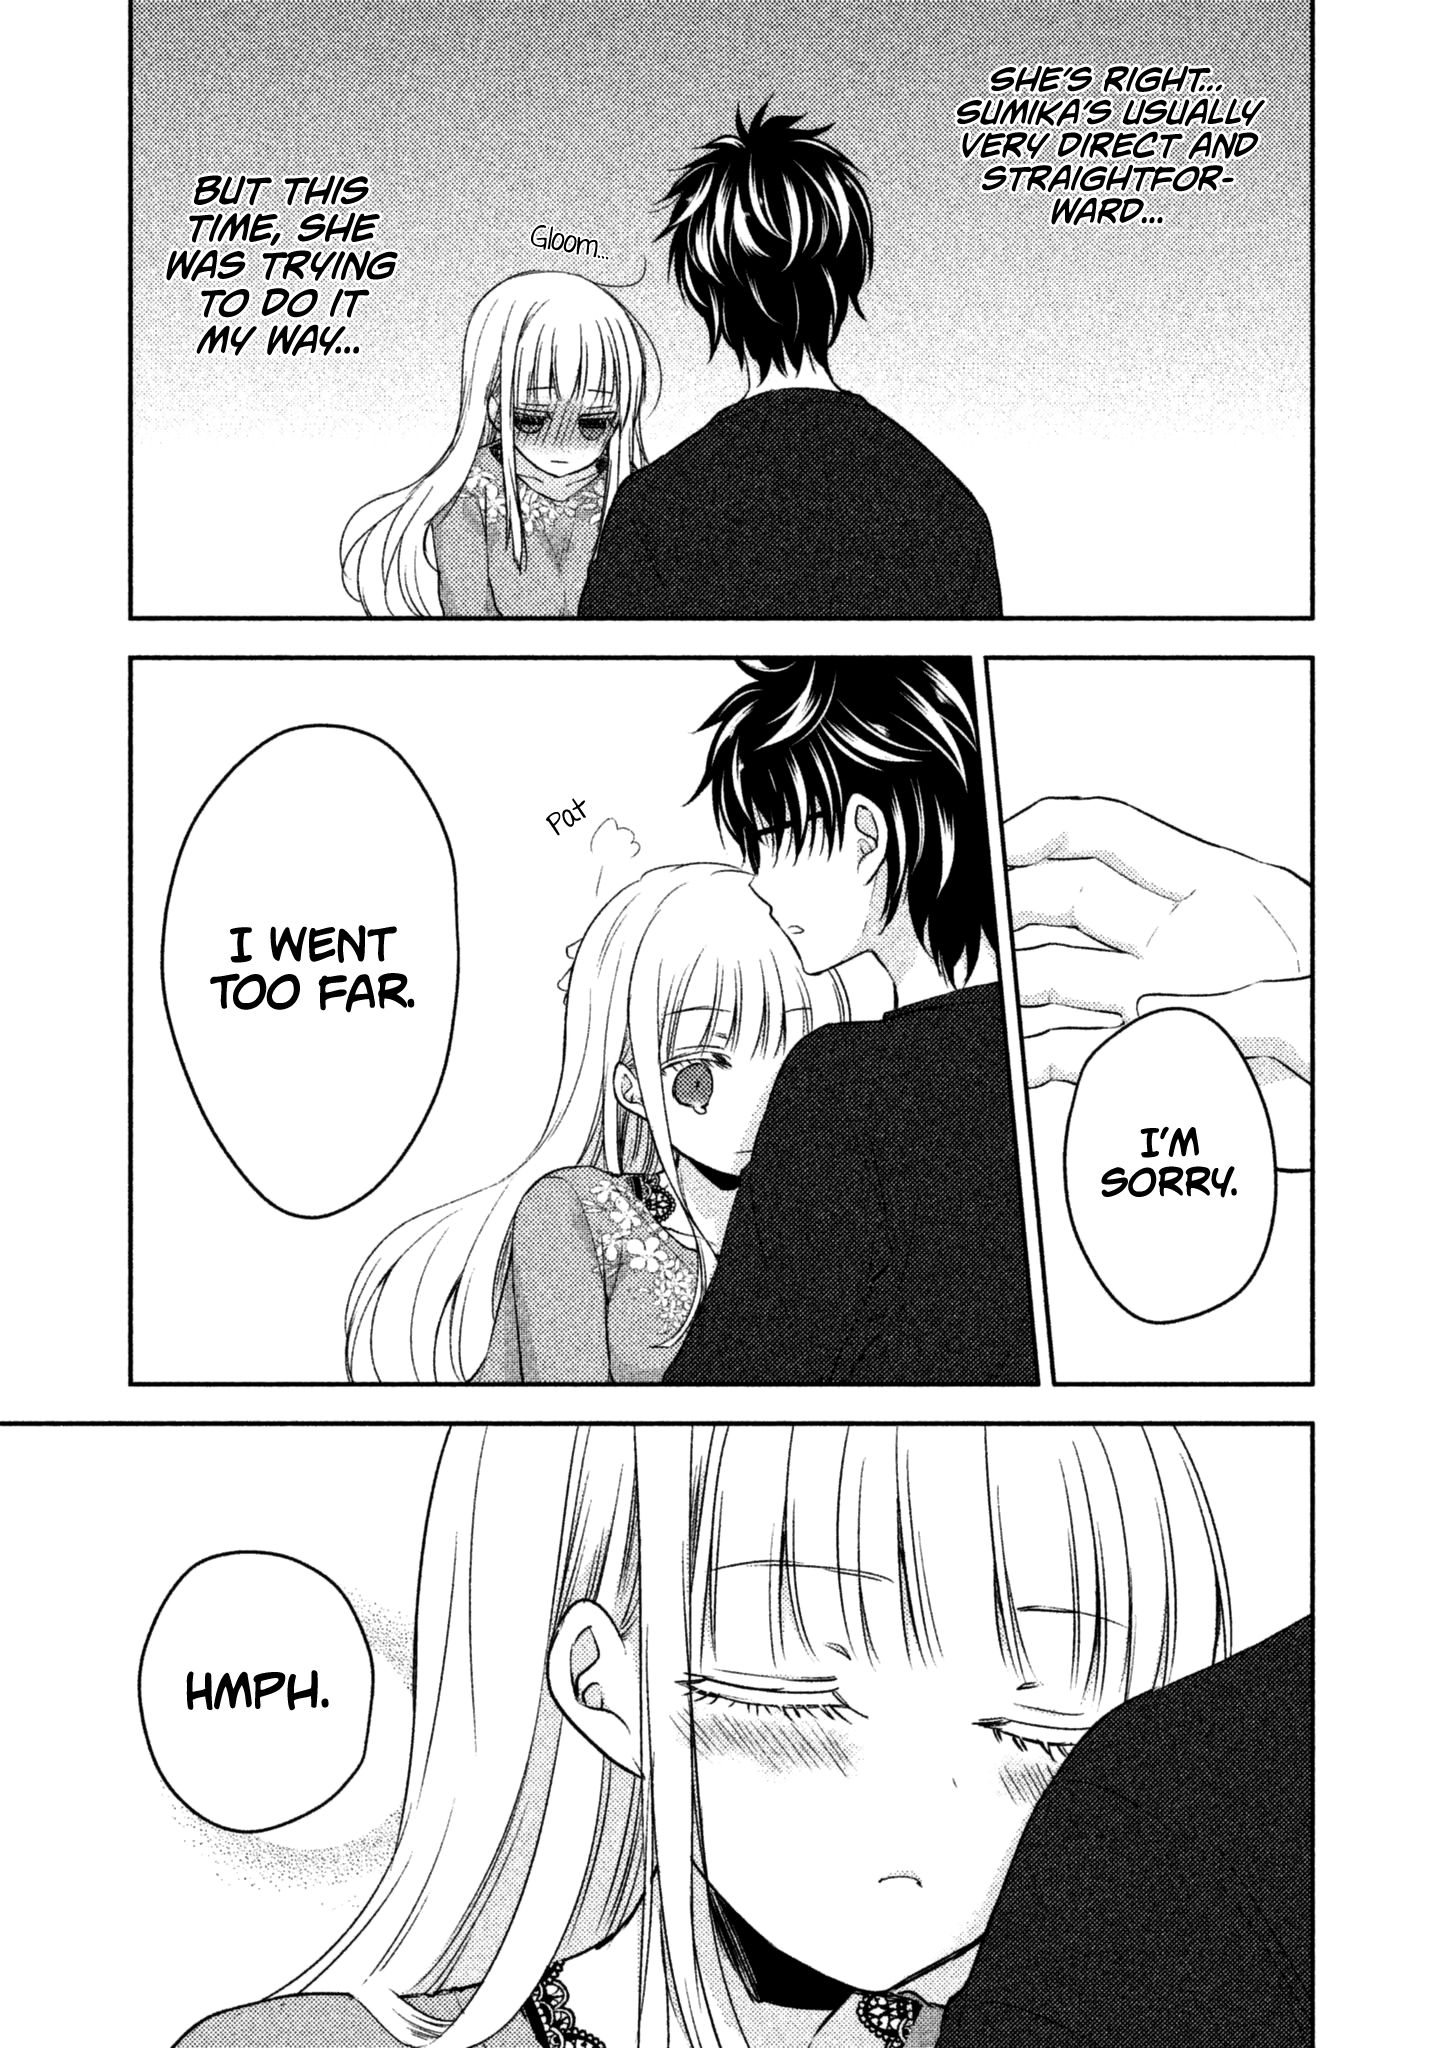 SHE'S RIGHT...
SUMIKA'S USUALLY
VERY DIRECT AND
STRAIGHTFOR-
WARD...
Gloom...
BUT THIS
TIME, SHE
WAS TRYING
TO DO IT
MY WAY...
I'M
SORRY.
Pat
I WENT
TOO FAR.
HMPH.